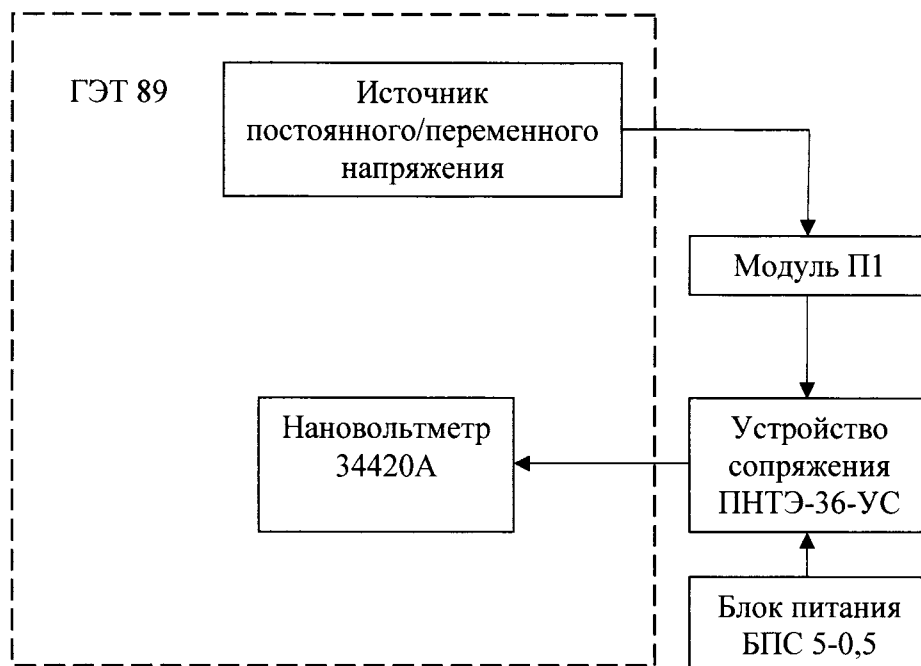 ГЭТ 89
Источник
постоянного/переменного
напряжения
Модуль П1
Нановольтметр
34420А
Устройство
сопряжения
ПНТЭ-36-УС
Блок питания
БПС 5-0,5